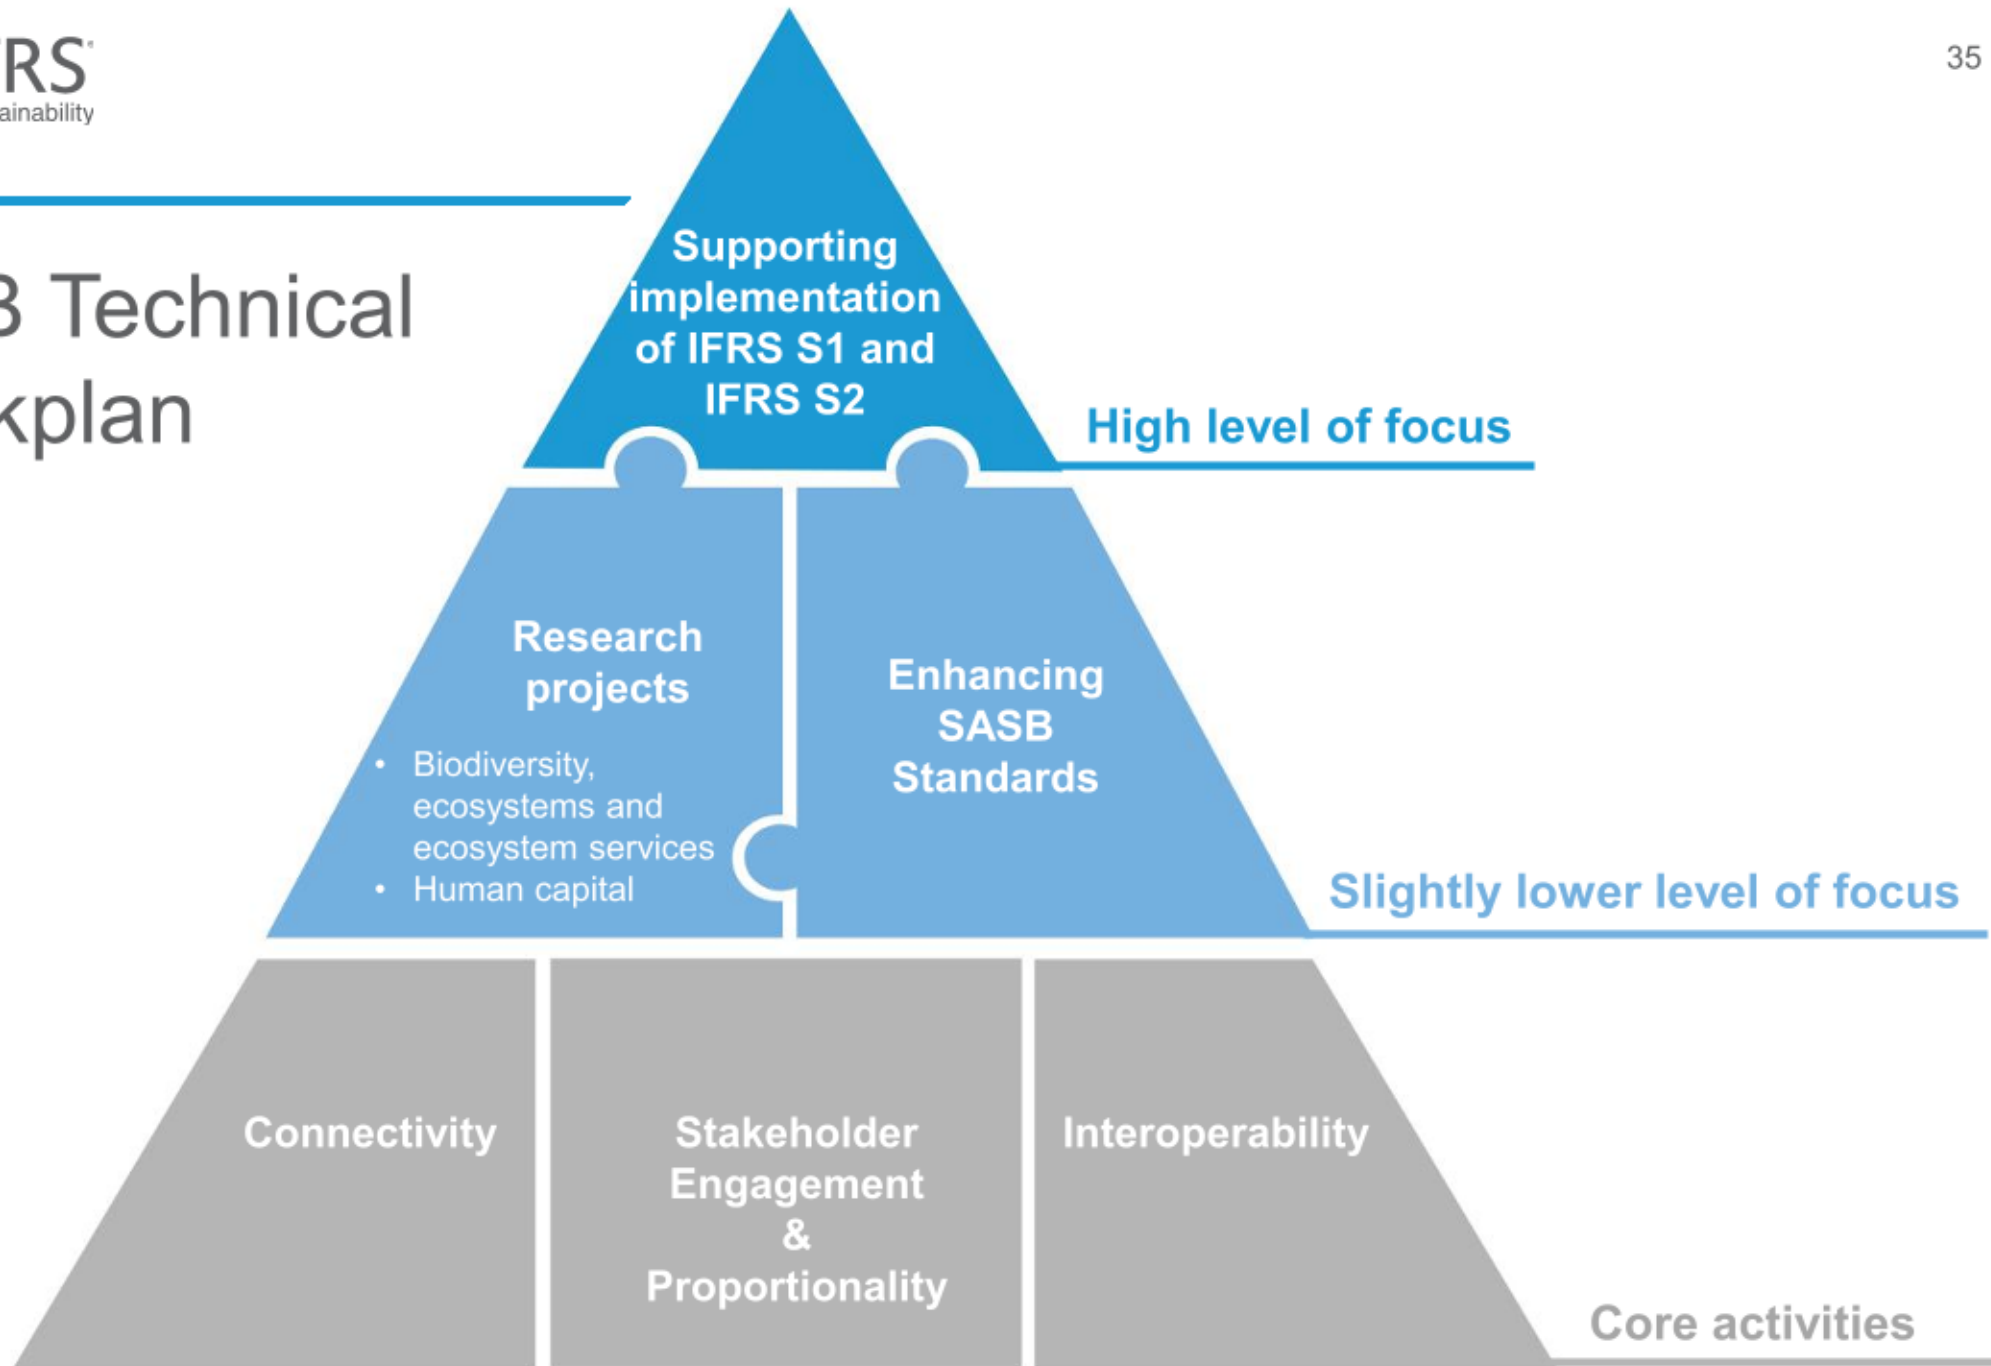 RS
ainability
35
B Technical
kplan
Supporting
implementation
of IFRS S1 and
IFRS S2
High level of focus
Research
projects
• Biodiversity,
ecosystems and
ecosystem services
• Human capital
Enhancing
SASB
Standards
Slightly lower level of focus
Connectivity
Stakeholder
Engagement
&
Proportionality
Interoperability
Core activities